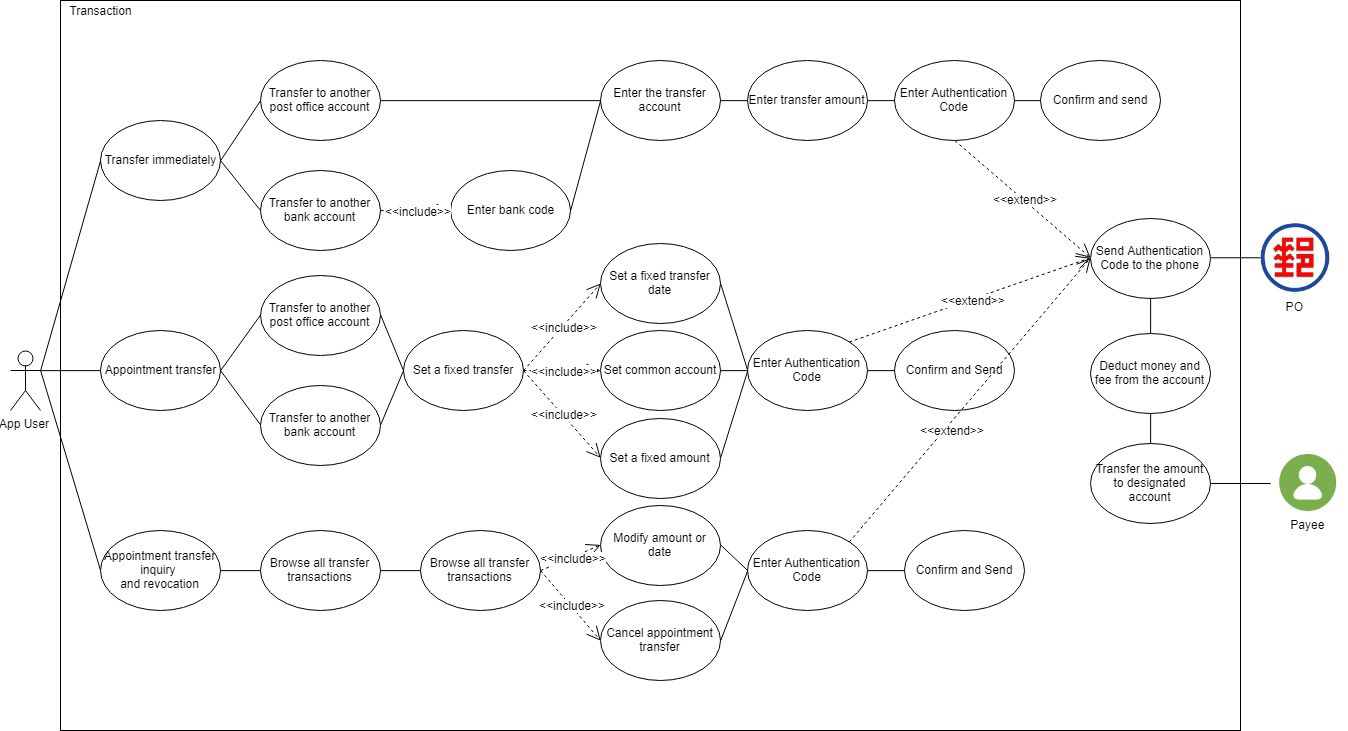 Transaction
Transfer to another
post office account
Enter the transfer
account
Enter transfer amount
Enter Authentication
Code
Confirm and send
Transfer immediately
Transfer to another
bank account
<<include>>
Enter bank code
<<extend>>
Send Authentication
Code to the phone
郵
PO
Set a fixed transfer
date
Transfer to another
post office account
<<include>>
<<extend>>
App User
Appointment transfer
Set a fixed transfer
<<include>>
Set common account
Enter Authentication
Code
Confirm and Send
Deduct money and
fee from the account
Transfer to another
bank account
<<include>>
<<extend>>
Set a fixed amount
Transfer the amount
to designated
account
Payee
Appointment transfer
inquiry
and revocation
Browse all transfer
transactions
Browse all transfer
transactions
<<include>>
Modify amount or
date
Enter Authentication
Code
Confirm and Send
<<include>>
Cancel appointment
transfer